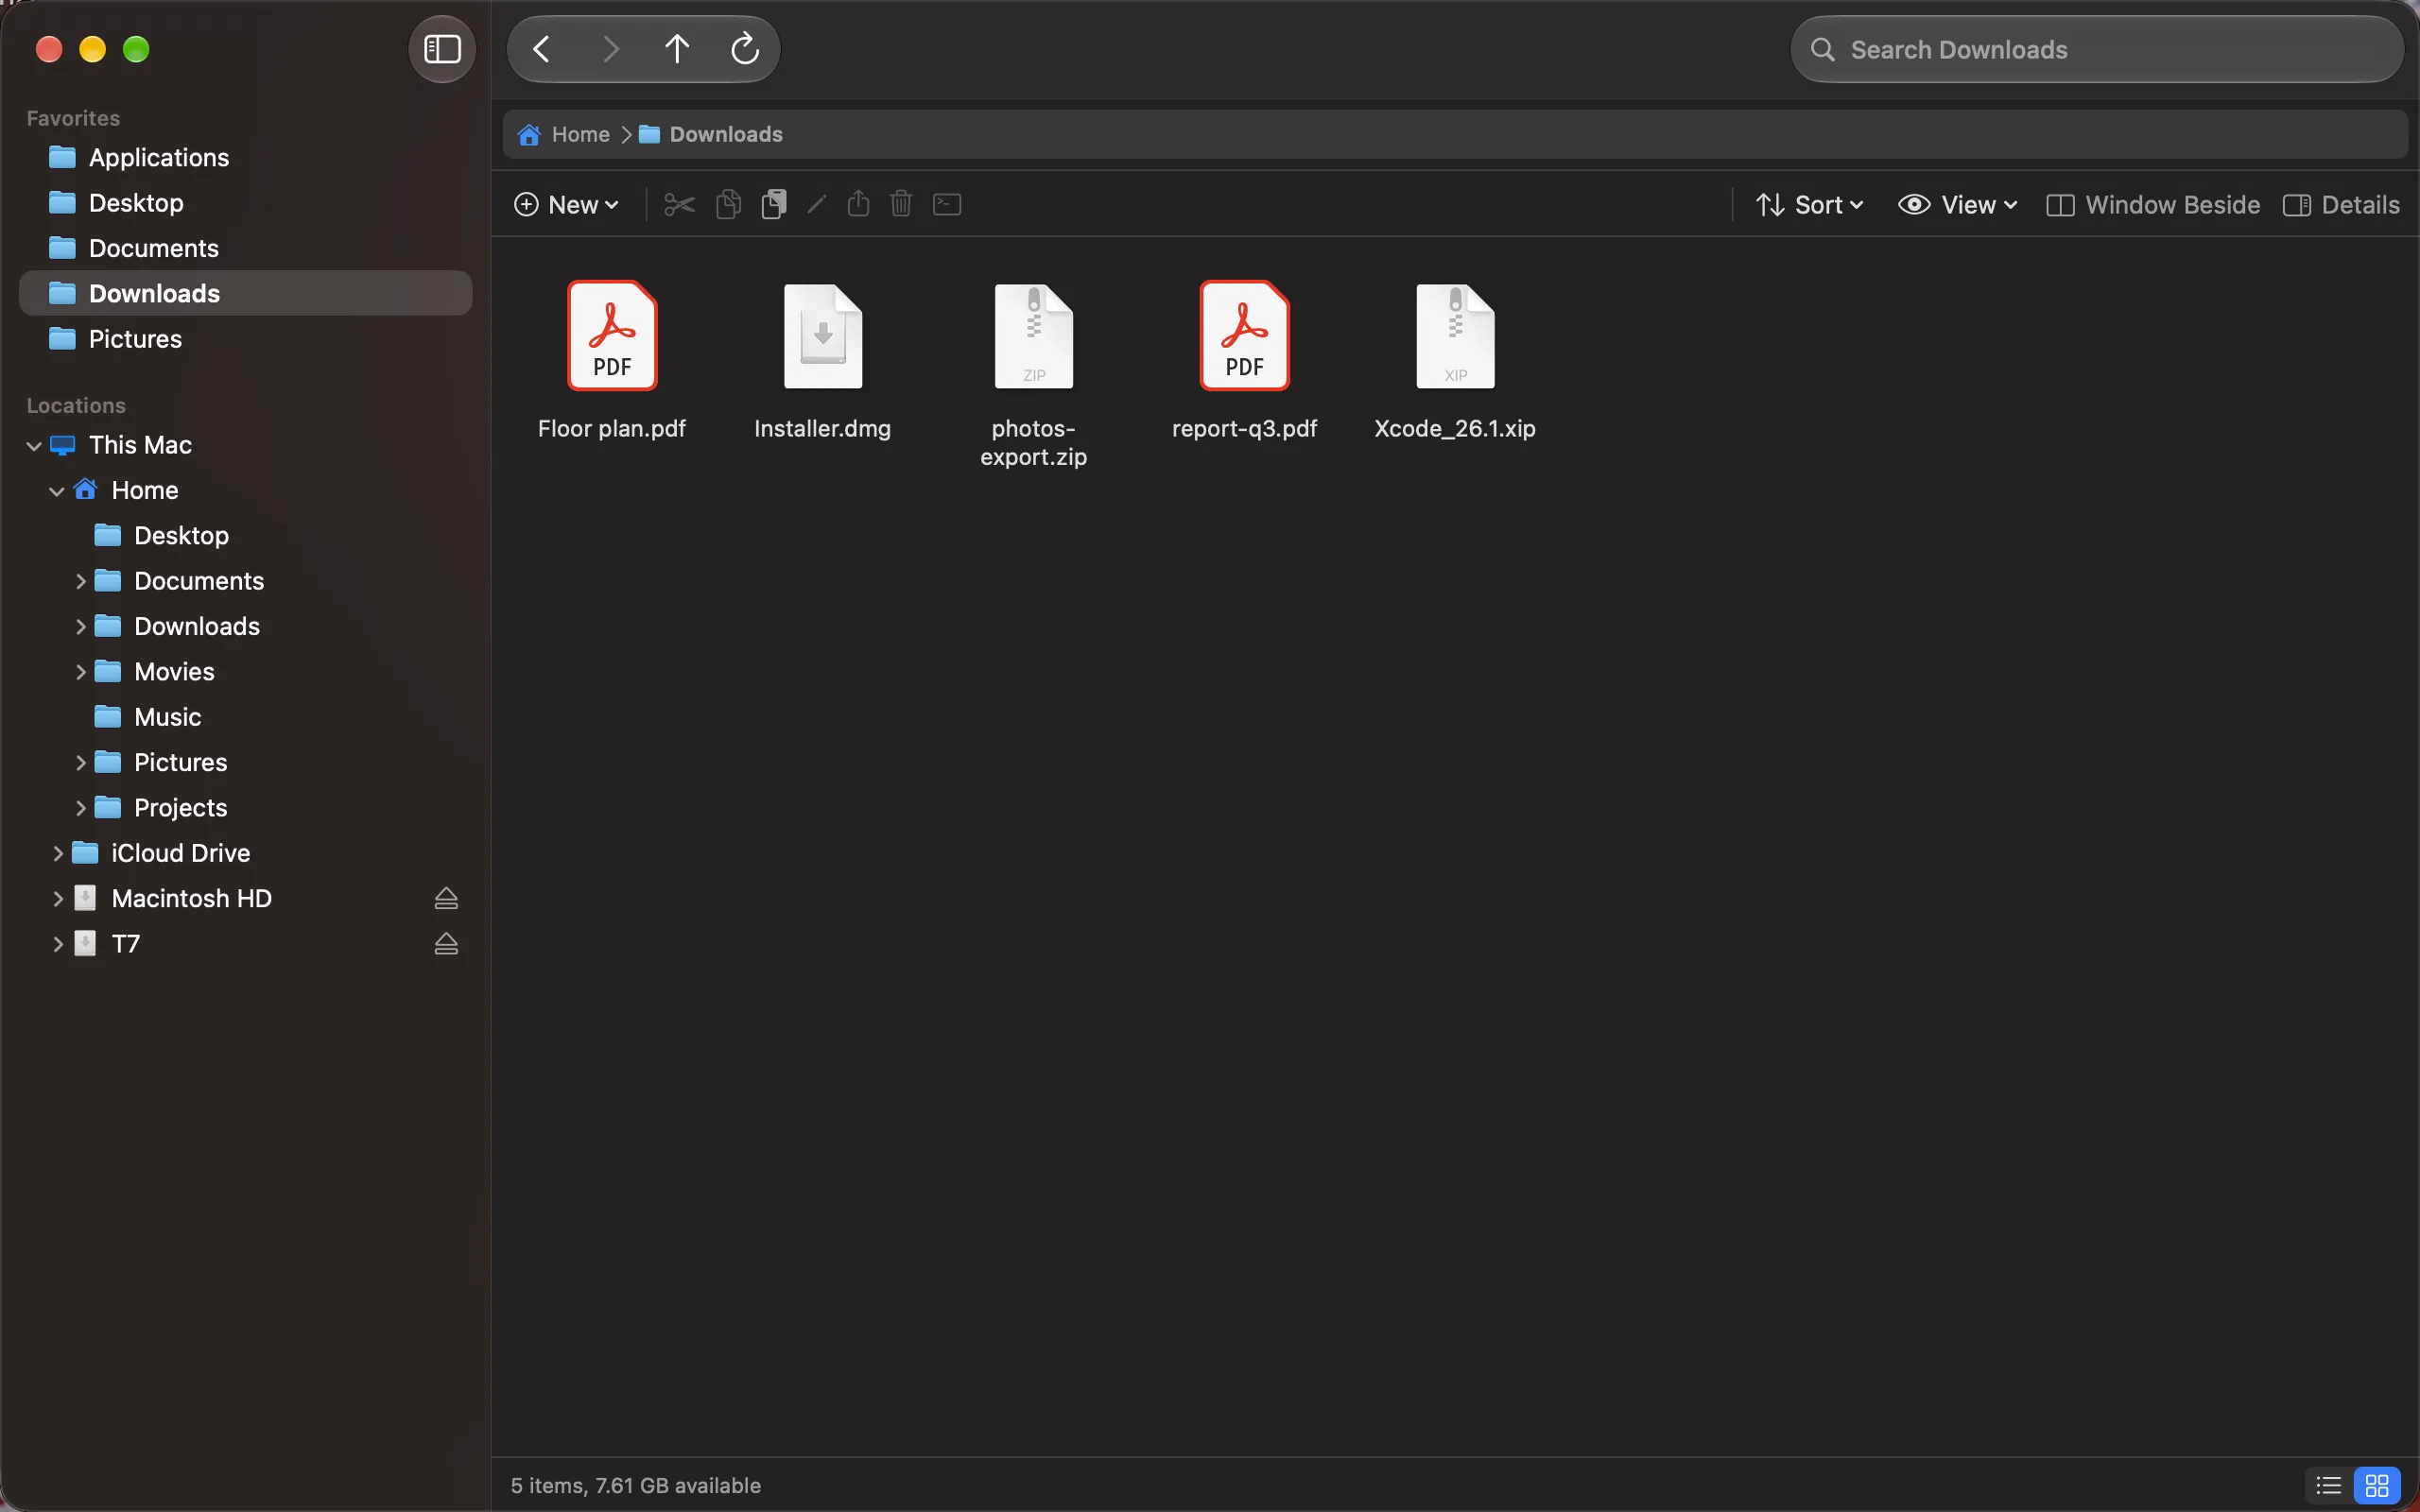 Search Downloads
Favorites
Applications
Desktop
Documents
Downloads
Pictures
Locations
This Mac
Home
Desktop
Documents
Downloads
Movies
Music
Pictures
Projects
iCloud Drive
Macintosh HD
T7
Home Downloads
New Sort View Window Beside Details
PDF PDF
ZIP XIP
Floor plan.pdf Installer.dmg photos- report-q3.pdf Xcode_26.1.xip
export.zip
5 items, 7.61 GB available